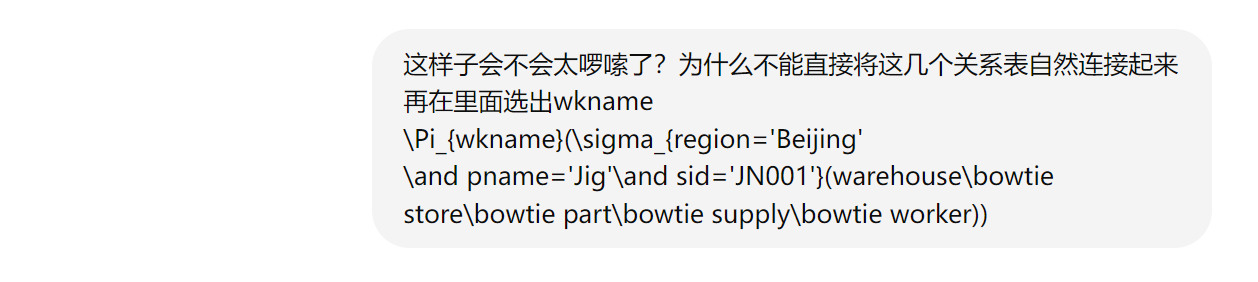 这样子会不会太啰嗦了？为什么不能直接将这几个关系表自然连接起来
再在里面选出wkname
\Pi_{wkname}(\sigma_{region='Beijing'
\and pname='Jig'\and sid='JN001'}(warehouse\bowtie
store\bowtie part\bowtie supply\bowtie worker))